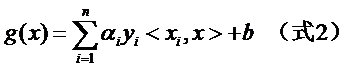 g(x)=∑_{i=1}^{n} α_i y_i <x_i, x> +b （式2）